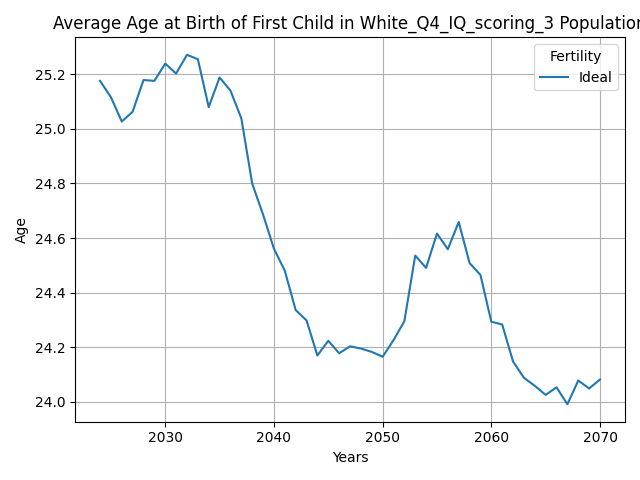 Average Age at Birth of First Child in White_Q4_IQ_scoring_3 Population
Fertility
Ideal
25.2
25.0
24.8
24.6
24.4
24.2
24.0
Age
2030 2040 2050 2060 2070
Years